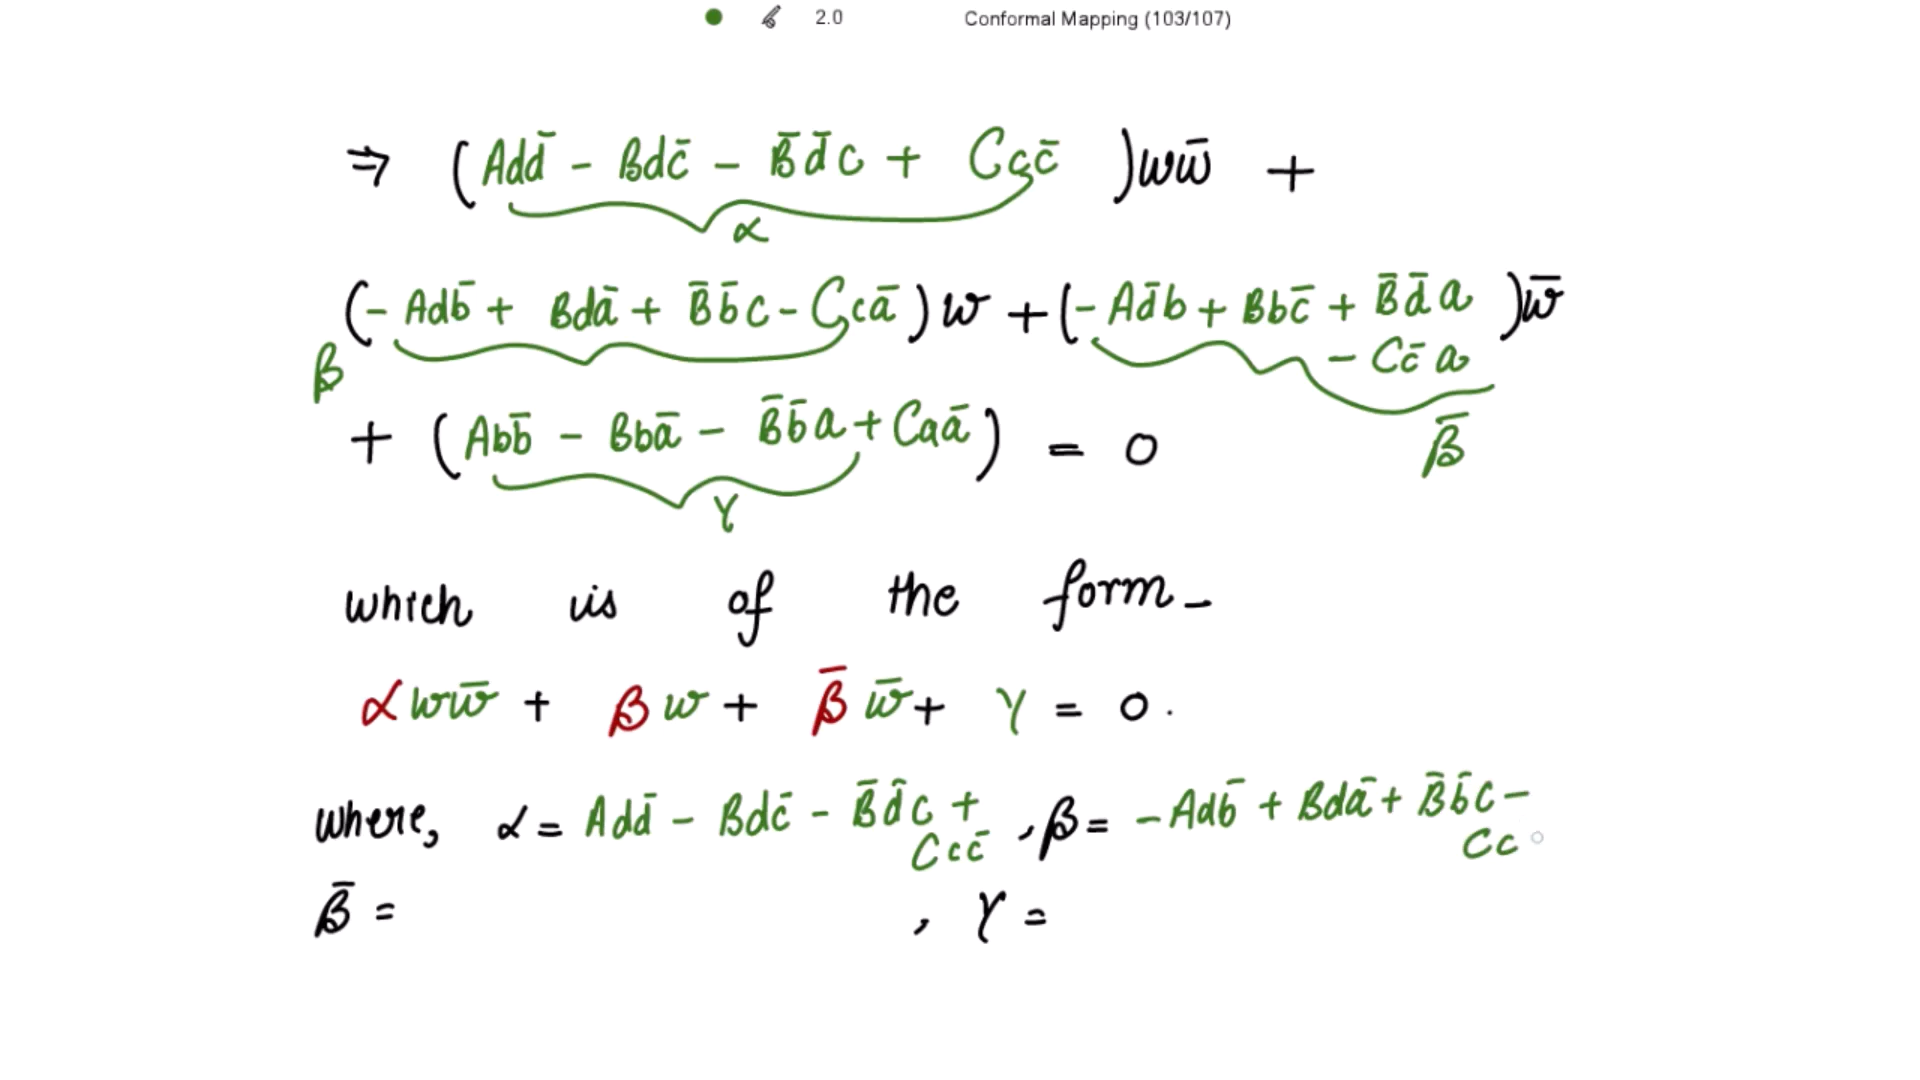 2.0 Conformal Mapping (103/107)
⇒ (Add̄ - Bdc̄ - B̄d̄c + Ccc̄)ww̄ +
α
(-Adb̄ + Bdā + B̄b̄c - Ccā)w + (-Ad̄b + Bbc̄ + B̄d̄a)w̄
- Cc̄a
β
+ (Abb̄ - Bbā - B̄b̄a + Caā) = 0
β̄
γ
which is of the form-
αww̄ + βw + β̄w̄ + γ = 0.
where, α = Add̄ - Bdc̄ - B̄d̄c + , β = -Adb̄ + Bdā + B̄b̄c -
Ccc̄ Cc
β̄ = , γ =